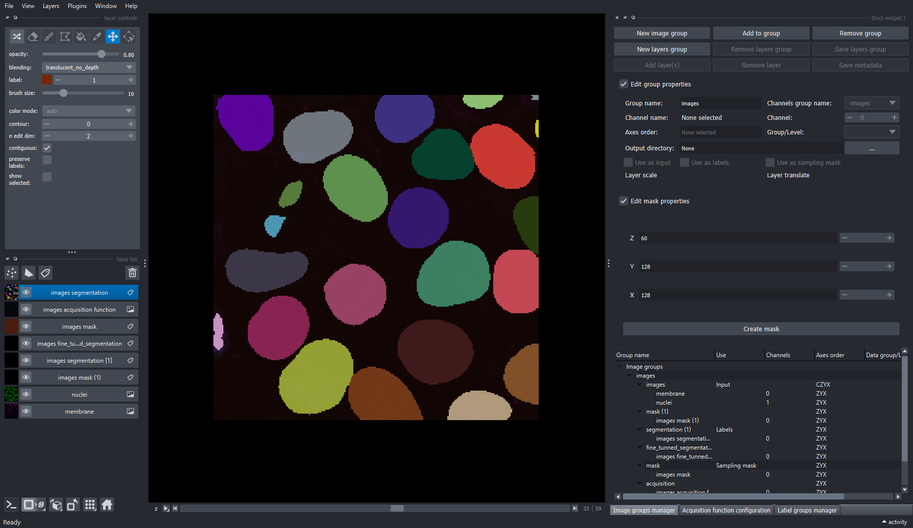 File View Layers Plugins Window Help
layer controls
opacity: 0.80
blending: translucent_no_depth
label: 1
brush size: 10
color mode: auto
contour: 0
n edit dim: 2
contiguous:
preserve
labels:
show
selected:
layer list
images segmentation
images acquisition function
images mask
images fine_tu...d_segmentation
images segmentation [1]
images mask (1)
nuclei
membrane
Ready
z 33 59
Dock widget 1
New image group Add to group Remove group
New layers group Remove layers group Save layers group
Add layer(s) Remove layer Save metadata
Edit group properties
Group name: images Channels group name: images
Channel name: None selected Channel: 0
Axes order: None selected Group/Level:
Output directory: None ...
Use as input Use as labels Use as sampling mask
Layer scale Layer translate
Edit mask properties
Z 60
Y 128
X 128
Create mask
Group name Use Channels Axes order Data group/L
Image groups
images
images Input CZYX
membrane 0 ZYX
nuclei 1 ZYX
mask (1) ZYX
images mask (1) 0 ZYX
segmentation (1) Labels ZYX
images segmentati... 0 ZYX
fine_tunned_segmentat... ZYX
images fine_tunned... 0 ZYX
mask Sampling mask ZYX
images mask 0 ZYX
acquisition ZYX
images acquisition f... 0 ZYX
Image groups manager Acquisition function configuration Label groups manager
activity